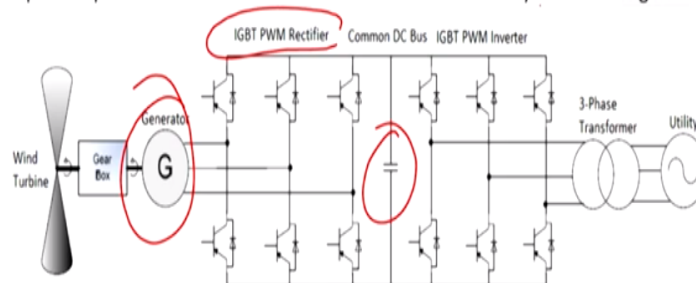 IGBT PWM Rectifier
Common DC Bus
IGBT PWM Inverter
Generator
G
Wind
Turbine
Gear
Box
3-Phase
Transformer
Utility